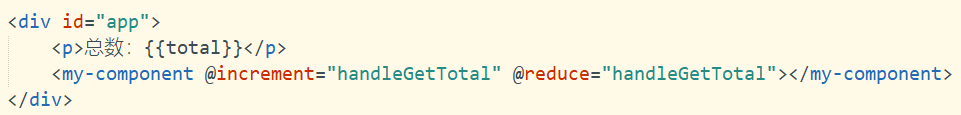 <div id="app">
    <p>总数: {{total}}</p>
    <my-component @increment="handleGetTotal" @reduce="handleGetTotal"></my-component>
</div>